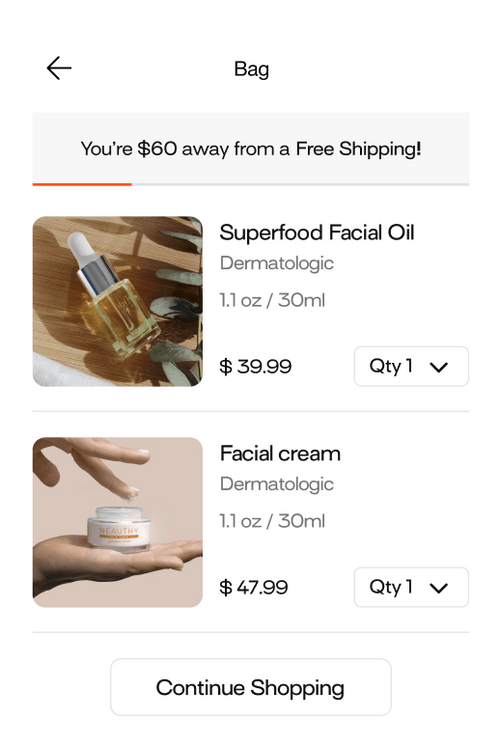 Bag
You’re $60 away from a Free Shipping!
Superfood Facial Oil
Dermatologic
1.1 oz / 30ml
$ 39.99
Qty 1
NEAUTHY
Facial cream
Dermatologic
1.1 oz / 30ml
$ 47.99
Qty 1
Continue Shopping